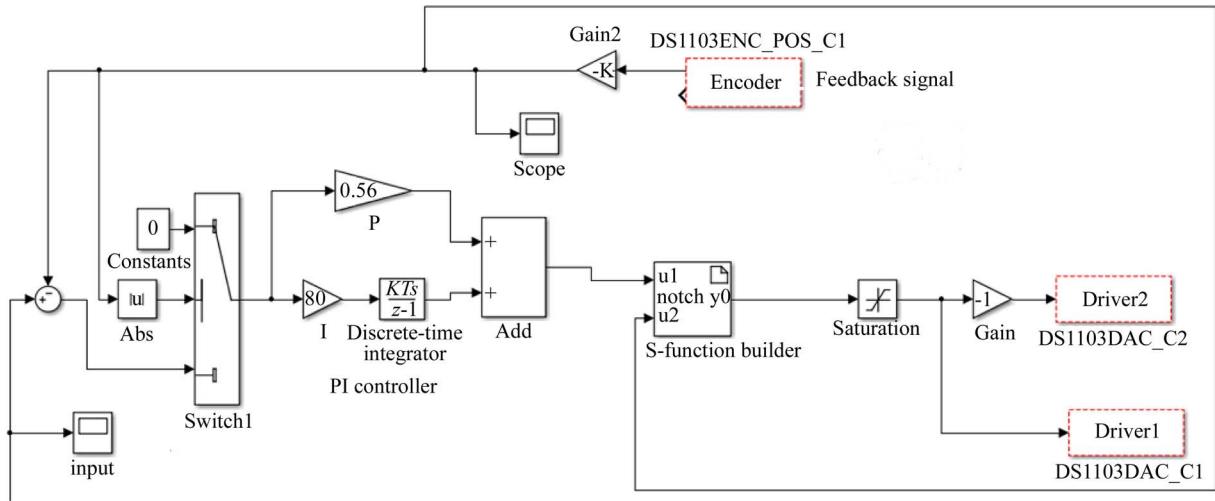 Gain2
DS1103ENC_POS_C1
-K
Encoder
Feedback signal
Scope
0
Constants
0.56
P
+
-
|u|
Abs
80
I
KTs
z-1
Discrete-time
integrator
+
+
Add
u1
notch y0
u2
S-function builder
Saturation
-1
Gain
Driver2
DS1103DAC_C2
PI controller
Switch1
input
Driver1
DS1103DAC_C1